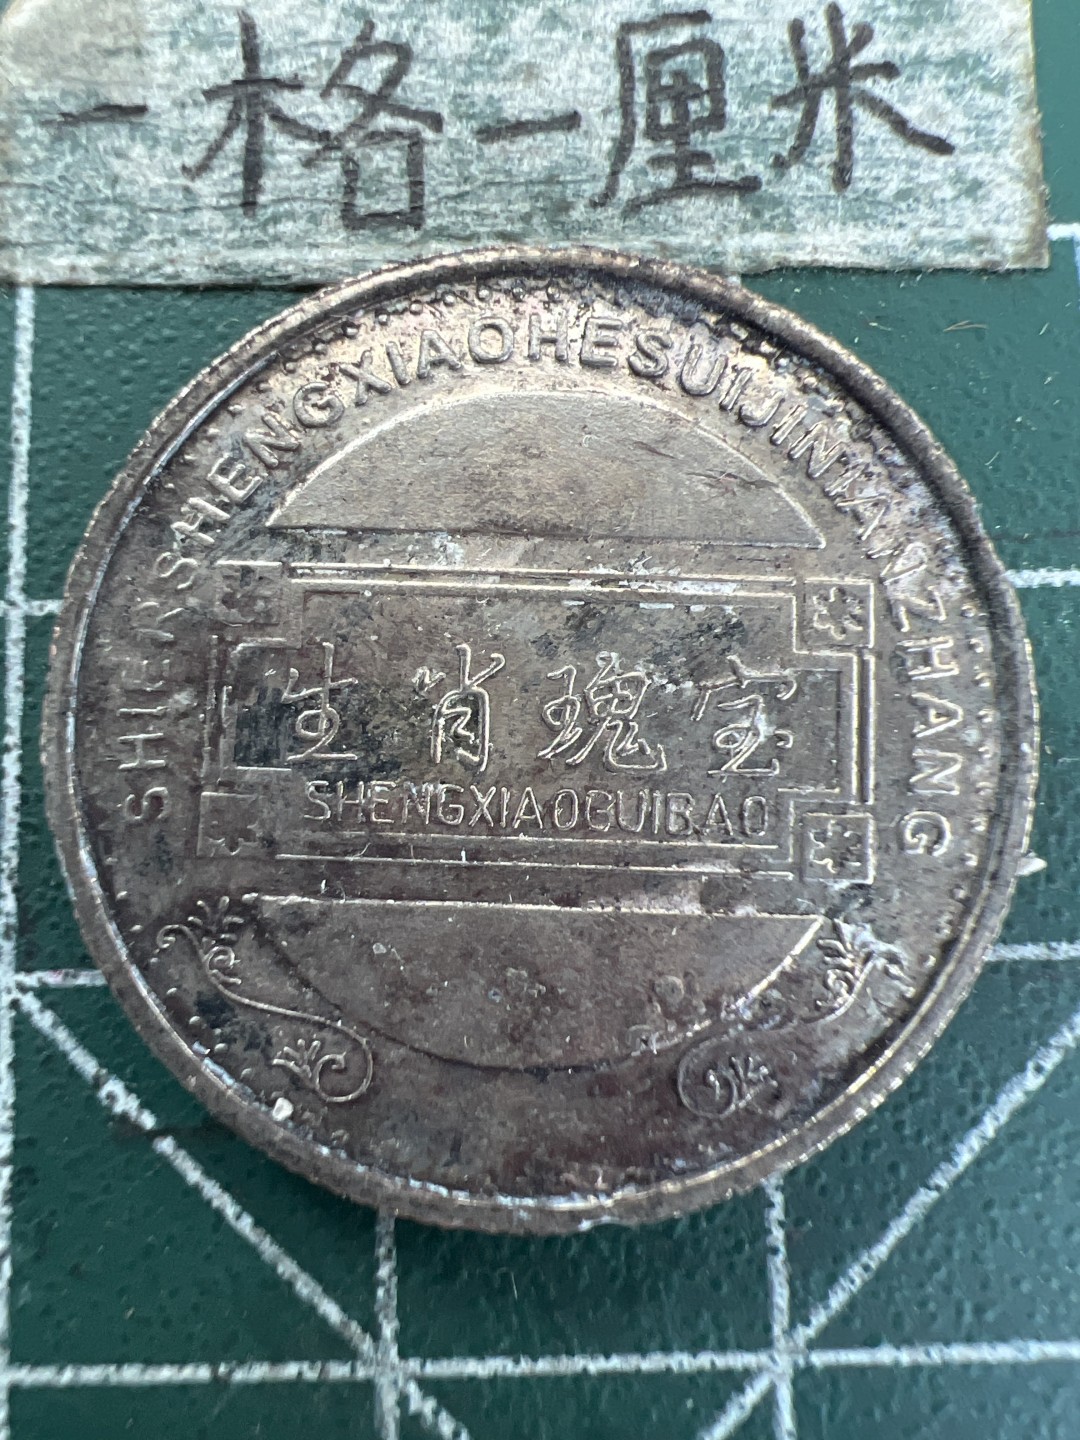 一格一厘米
SHIERSHENGXIAOHESUIJINIANZHANG
生肖瑰宝
SHENGXIAOGUIBAO